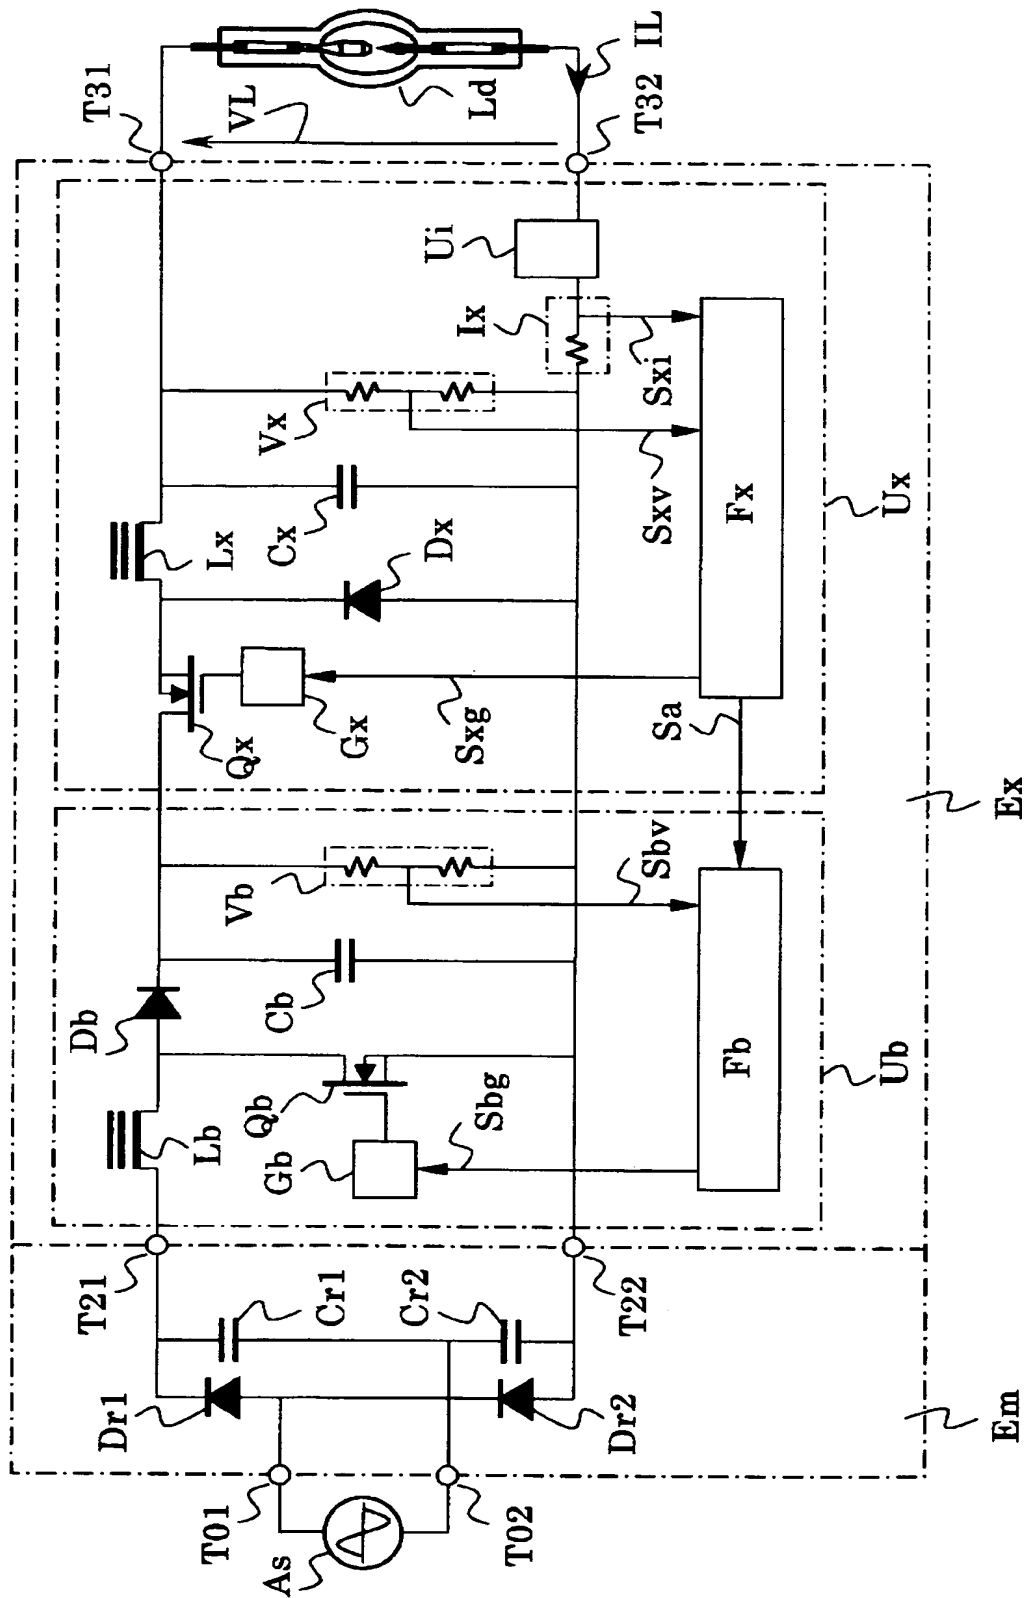 As
T01
T02
Dr1
Dr2
Cr1
Cr2
T21
T22
Em
Lb
Db
Gb
Qb
Sbg
Cb
Vb
Sbv
Fb
Ub
Qx
Gx
Sxg
Sa
Lx
Dx
Cx
Vx
Sxv
Sxi
Ix
Ui
Fx
Ux
Ex
T31
T32
VL
Ld
IL